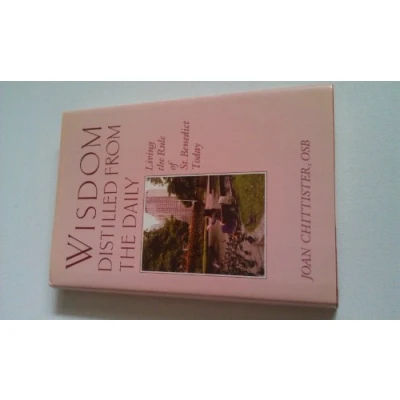 WISDOM
DISTILLED FROM
THE DAILY
Living
the Rule
of
St. Benedict
Today
JOAN CHITTISTER, OSB